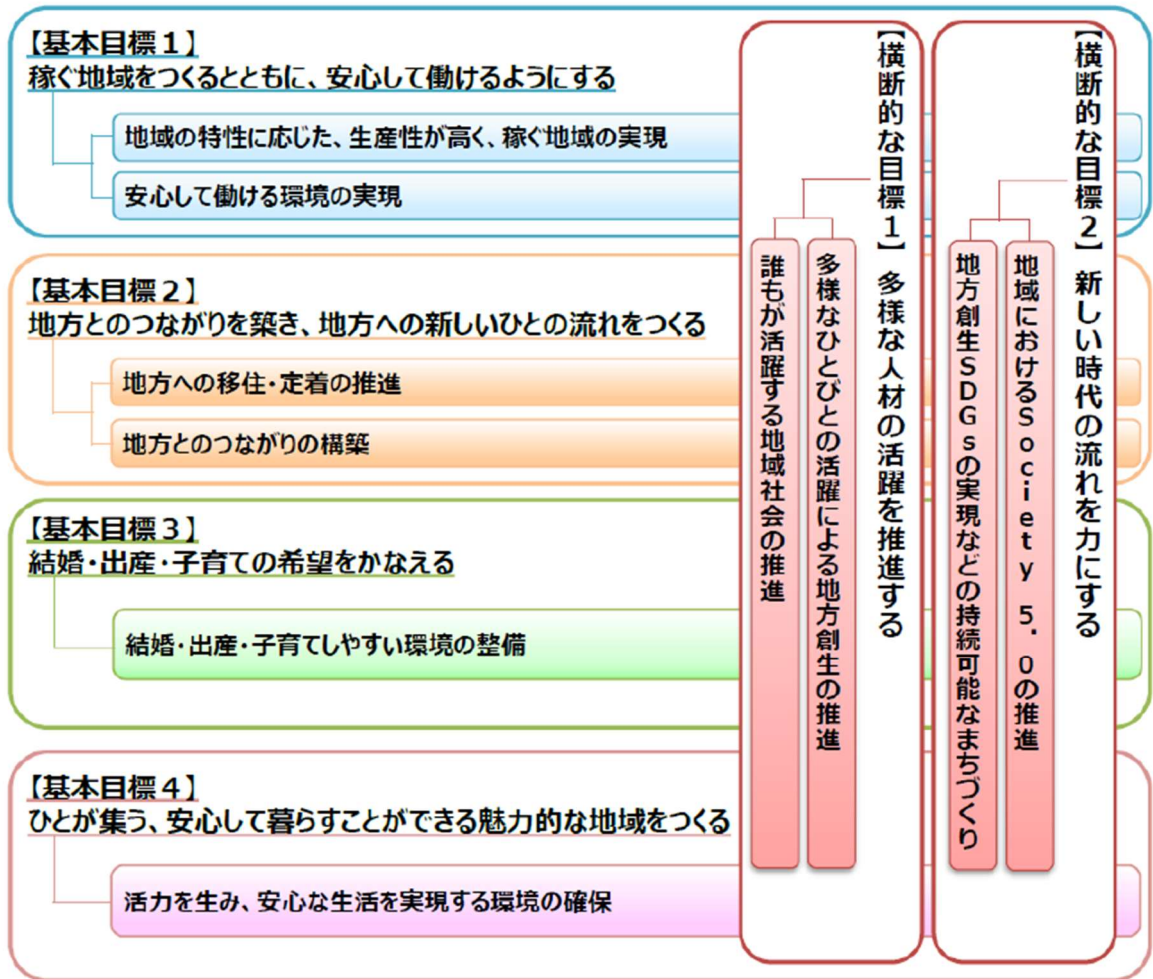 【基本目標1】
稼ぐ地域をつくるとともに、安心して働けるようにする
地域の特性に応じた、生産性が高く、稼ぐ地域の実現
安心して働ける環境の実現
【基本目標2】
地方とのつながりを築き、地方への新しいひとの流れをつくる
地方への移住・定着の推進
地方とのつながりの構築
【基本目標3】
結婚・出産・子育ての希望をかなえる
結婚・出産・子育てしやすい環境の整備
【基本目標4】
ひとが集う、安心して暮らすことができる魅力的な地域をつくる
活力を生み、安心な生活を実現する環境の確保
【横断的な目標1】多様な人材の活躍を推進する
多様なひとびとの活躍による地方創生の推進
誰もが活躍する地域社会の推進
【横断的な目標2】新しい時代の流れを力にする
地域におけるSociety 5.0の推進
地方創生SDGsの実現などの持続可能なまちづくり